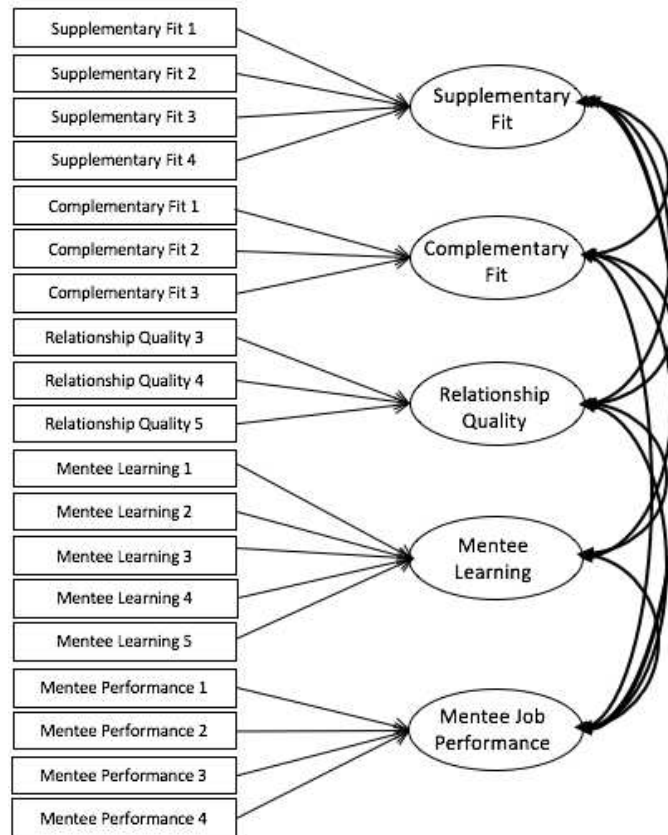 Supplementary Fit 1
Supplementary Fit 2
Supplementary Fit 3
Supplementary Fit 4
Complementary Fit 1
Complementary Fit 2
Complementary Fit 3
Relationship Quality 3
Relationship Quality 4
Relationship Quality 5
Mentee Learning 1
Mentee Learning 2
Mentee Learning 3
Mentee Learning 4
Mentee Learning 5
Mentee Performance 1
Mentee Performance 2
Mentee Performance 3
Mentee Performance 4
Supplementary
Fit
Complementary
Fit
Relationship
Quality
Mentee
Learning
Mentee Job
Performance